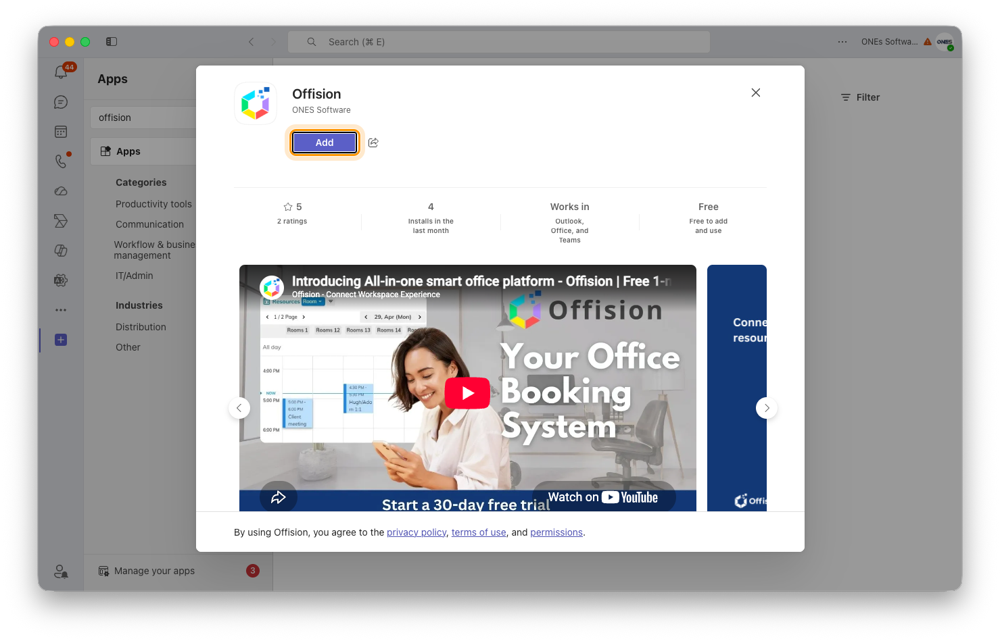 Search (⌘ E)
ONEs Softwa...
ONES
44
Apps
offision
Apps
Categories
Productivity tools
Communication
Workflow & busine
management
IT/Admin
Industries
Distribution
Other
Manage your apps
3
Filter
Offision
ONES Software
Add
5
2 ratings
4
Installs in the
last month
Works in
Outlook,
Office, and
Teams
Free
Free to add
and use
Introducing All-in-one smart office platform - Offision | Free 1-
Offision - Connect Workspace Experience
Resources Room
1 / 2 Page
29, Apr (Mon)
Rooms 1 Rooms 12 Rooms 13 Rooms 14
All day
4:00 PM
NOW
5:00 PM
6:00 PM
4:30 PM -
5:30 PM
Hugh/Ado
m 1:1
5:00 PM -
6:00 PM
Client
meeting
Offision
Your Office
Booking
System
Watch on YouTube
Start a 30-day free trial
Conne
resour
Offis
By using Offision, you agree to the privacy policy, terms of use, and permissions.